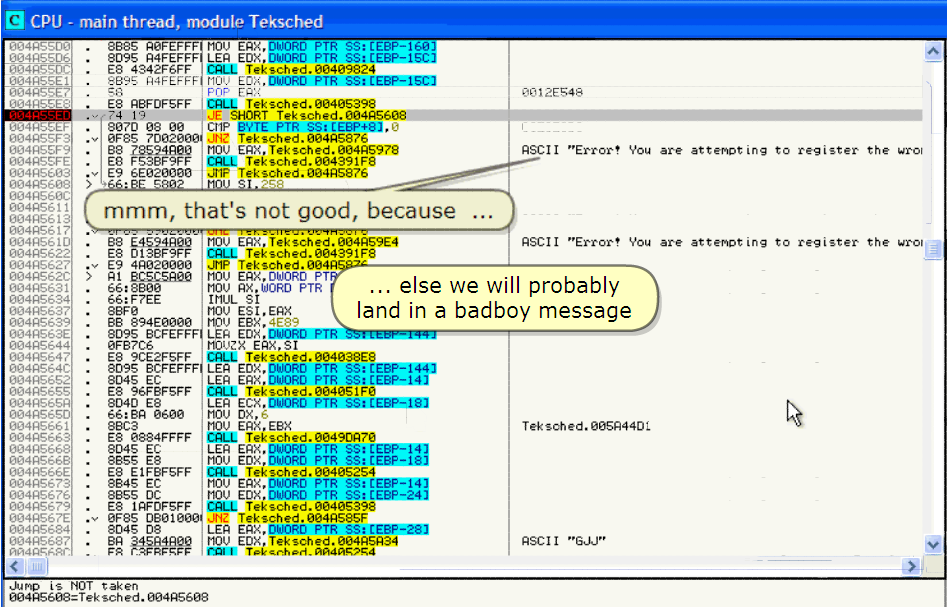 C CPU - main thread, module Teksched
004A55D0 . 8B85 A0FEFFFF MOV EAX,DWORD PTR SS:[EBP-160]
004A55D6 . 8D95 A4FEFFFF LEA EDX,DWORD PTR SS:[EBP-15C]
004A55DC . E8 4342F6FF CALL Teksched.00409824
004A55E1 . 8B95 A4FEFFFF MOV EDX,DWORD PTR SS:[EBP-15C]
004A55E7 . 58 POP EAX 0012E548
004A55E8 . E8 ABFDF5FF CALL Teksched.00405398
004A55ED 74 19 JE SHORT Teksched.004A5608
004A55EF . 807D 08 00 CMP BYTE PTR SS:[EBP+8],0
004A55F3 . 0F85 7D020000 JNZ Teksched.004A5876
004A55F9 . B8 78594A00 MOV EAX,Teksched.004A5978 ASCII "Error! You are attempting to register the wron
004A55FE . E8 F53BF9FF CALL Teksched.004391F8
004A5603 . E9 6E020000 JMP Teksched.004A5876
004A5608 > 66:BE 5802 MOV SI,258
004A560C
004A5611 mmm, that's not good, because ...
004A5613
004A5617 JNZ
004A561D . B8 E4594A00 MOV EAX,Teksched.004A59E4 ASCII "Error! You are attempting to register the wron
004A5622 . E8 D13BF9FF CALL Teksched.004391F8
004A5627 . E9 4A020000 JMP Teksched.004A5876
004A562C > A1 BC5C5A00 MOV EAX,DWORD PTR
004A5631 . 66:8B00 MOV AX,WORD PTR
... else we will probably
land in a badboy message
004A5634 . 66:F7EE IMUL SI
004A5637 . 8BF0 MOV ESI,EAX
004A5639 . BB 894E0000 MOV EBX,4E89
004A563E . 8D95 BCFEFFFF LEA EDX,DWORD PTR SS:[EBP-144]
004A5644 . 0FB7C6 MOVZX EAX,SI
004A5647 . E8 9CE2F5FF CALL Teksched.004038E8
004A564C . 8D95 BCFEFFFF LEA EDX,DWORD PTR SS:[EBP-144]
004A5652 . 8D45 EC LEA EAX,DWORD PTR SS:[EBP-14]
004A5655 . E8 96FBF5FF CALL Teksched.004051F0
004A565A . 8D4D E8 LEA ECX,DWORD PTR SS:[EBP-18]
004A565D . 66:BA 0600 MOV DX,6
004A5661 . 8BC3 MOV EAX,EBX Teksched.005A44D1
004A5663 . E8 0884FFFF CALL Teksched.0049DA70
004A5668 . 8D45 EC LEA EAX,DWORD PTR SS:[EBP-14]
004A566B . 8B55 E8 MOV EDX,DWORD PTR SS:[EBP-18]
004A566E . E8 E1FBF5FF CALL Teksched.00405254
004A5673 . 8B45 EC MOV EAX,DWORD PTR SS:[EBP-14]
004A5676 . 8B55 DC MOV EDX,DWORD PTR SS:[EBP-24]
004A5679 . E8 1AFDF5FF CALL Teksched.00405398
004A567E . 0F85 DB010000 JNZ Teksched.004A585F
004A5684 . 8D45 D8 LEA EAX,DWORD PTR SS:[EBP-28]
004A5687 . BA 345A4A00 MOV EDX,Teksched.004A5A34 ASCII "GJJ"
004A568C . E8 C3FBF5FF CALL Teksched.00405254
Jump is NOT taken
004A5608=Teksched.004A5608